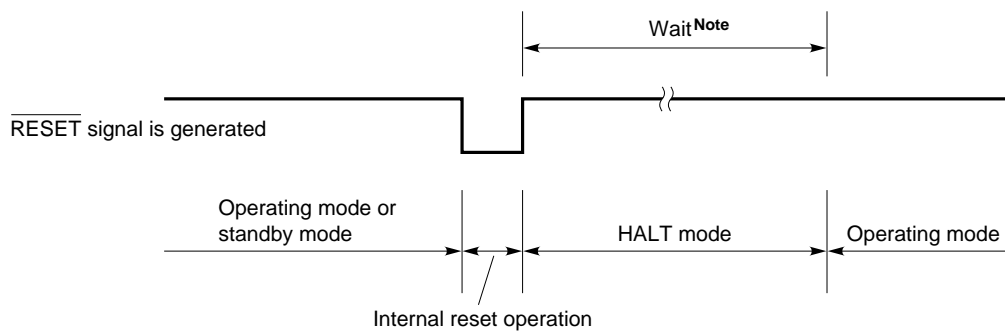 Wait Note
RESET signal is generated
Operating mode or
standby mode
HALT mode
Operating mode
Internal reset operation